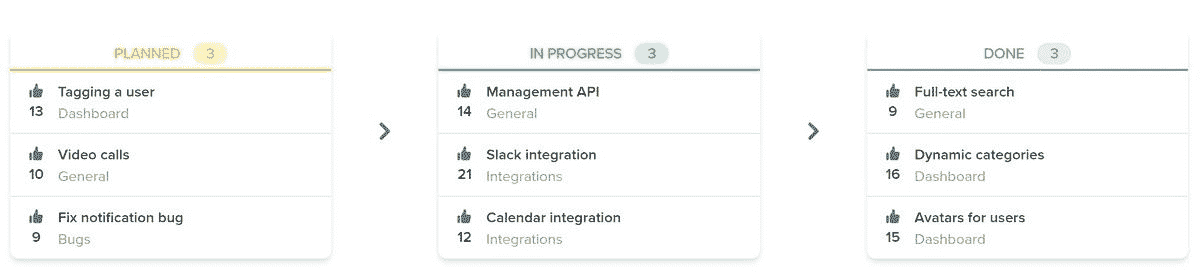 PLANNED 3
Tagging a user
13 Dashboard
Video calls
10 General
Fix notification bug
9 Bugs
IN PROGRESS 3
Management API
14 General
Slack integration
21 Integrations
Calendar integration
12 Integrations
DONE 3
Full-text search
9 General
Dynamic categories
16 Dashboard
Avatars for users
15 Dashboard